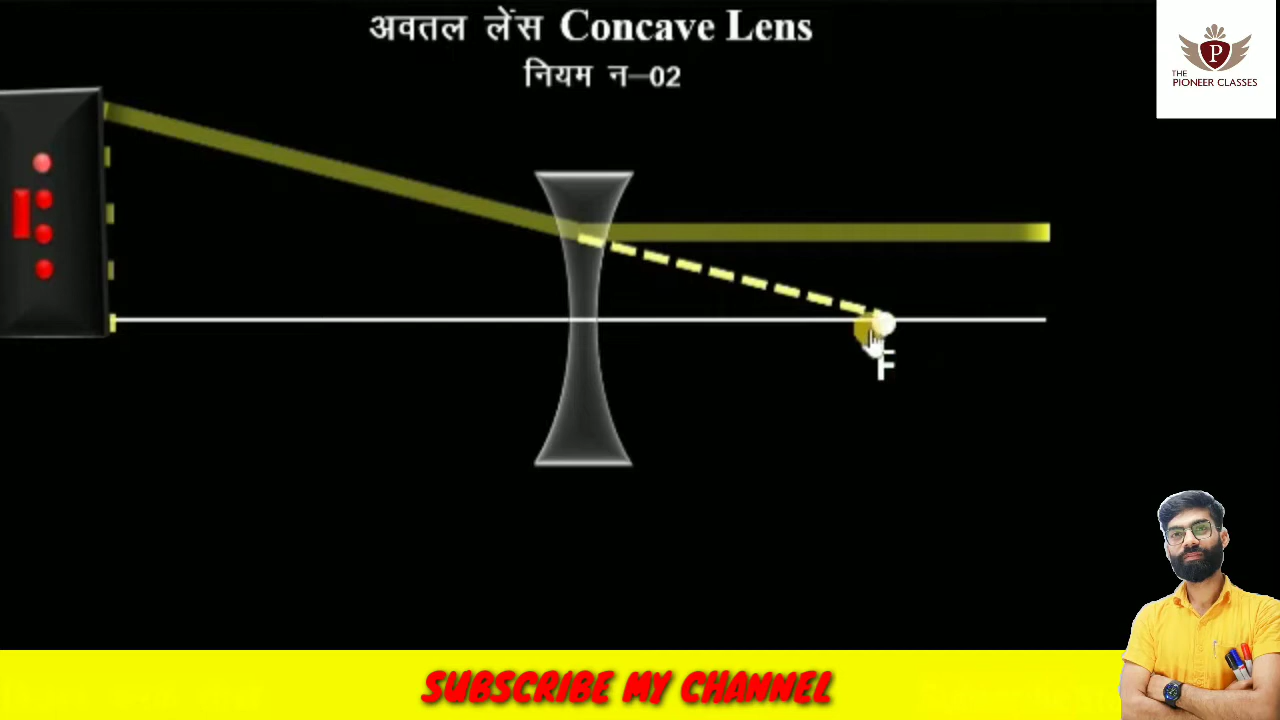 अवतल लेंस Concave Lens
नियम न–02
P
THE
PIONEER CLASSES
F
SUBSCRIBE MY CHANNEL